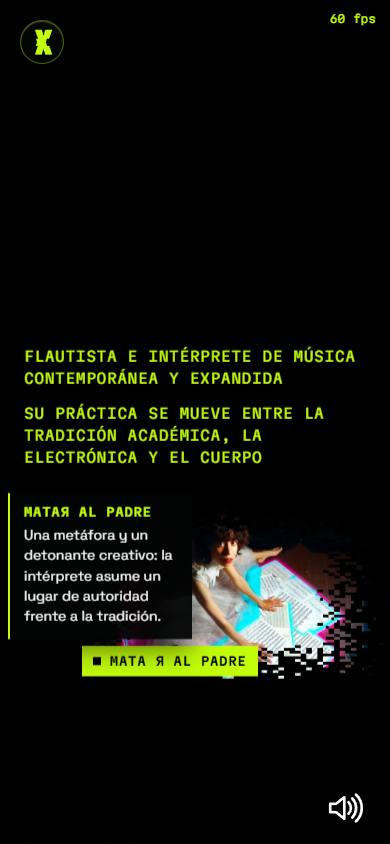 60 fps
FLAUTISTA E INTÉRPRETE DE MÚSICA
CONTEMPORÁNEA Y EXPANDIDA
SU PRÁCTICA SE MUEVE ENTRE LA
TRADICIÓN ACADÉMICA, LA
ELECTRÓNICA Y EL CUERPO
MATAЯ AL PADRE
Una metáfora y un
detonante creativo: la
intérprete asume un
lugar de autoridad
frente a la tradición.
MATA Я AL PADRE